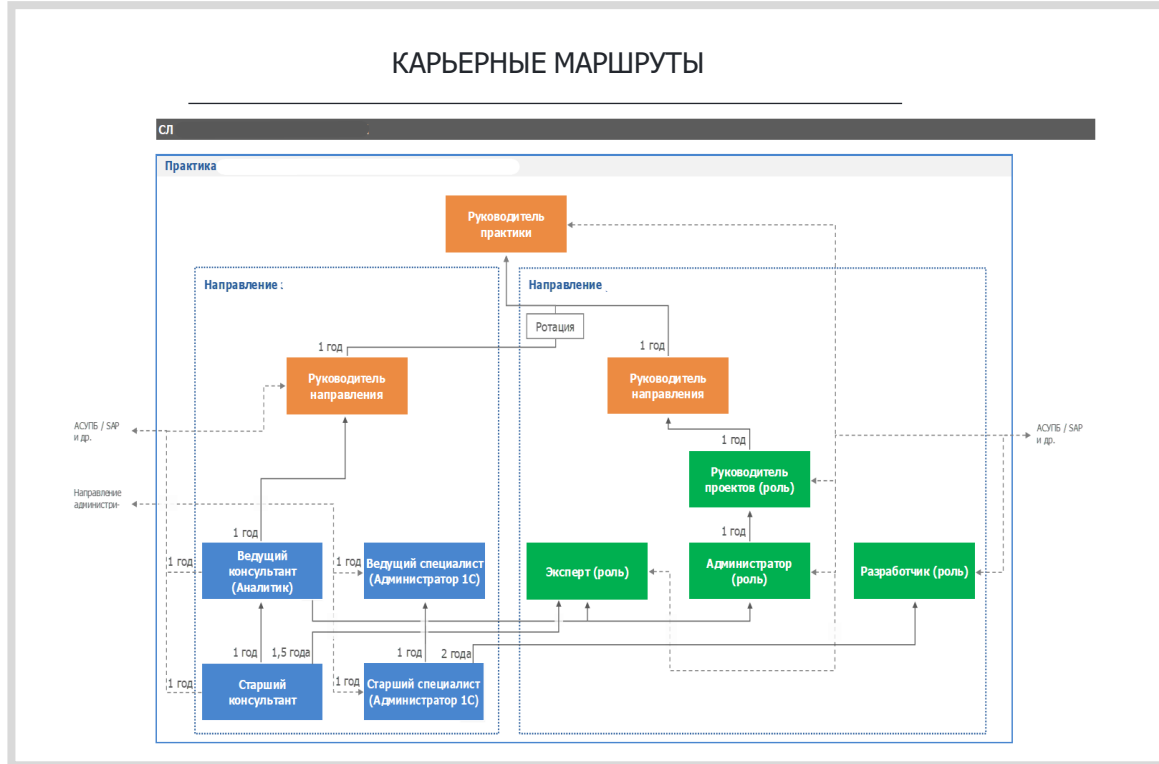 КАРЬЕРНЫЕ МАРШРУТЫ
СЛ
Практика
Руководитель
практики
Направление :
Направление
Ротация
1 год
1 год
Руководитель
направления
Руководитель
направления
АСУПБ / SAP
и др.
АСУПБ / SAP
и др.
1 год
Руководитель
проектов (роль)
Направление
администри-
1 год
1 год
1 год
Ведущий
консультант
(Аналитик)
1 год
Ведущий специалист
(Администратор 1С)
Эксперт (роль)
Администратор
(роль)
Разработчик (роль)
1 год
1,5 года
1 год
2 года
1 год
Старший
консультант
1 год
Старший специалист
(Администратор 1С)